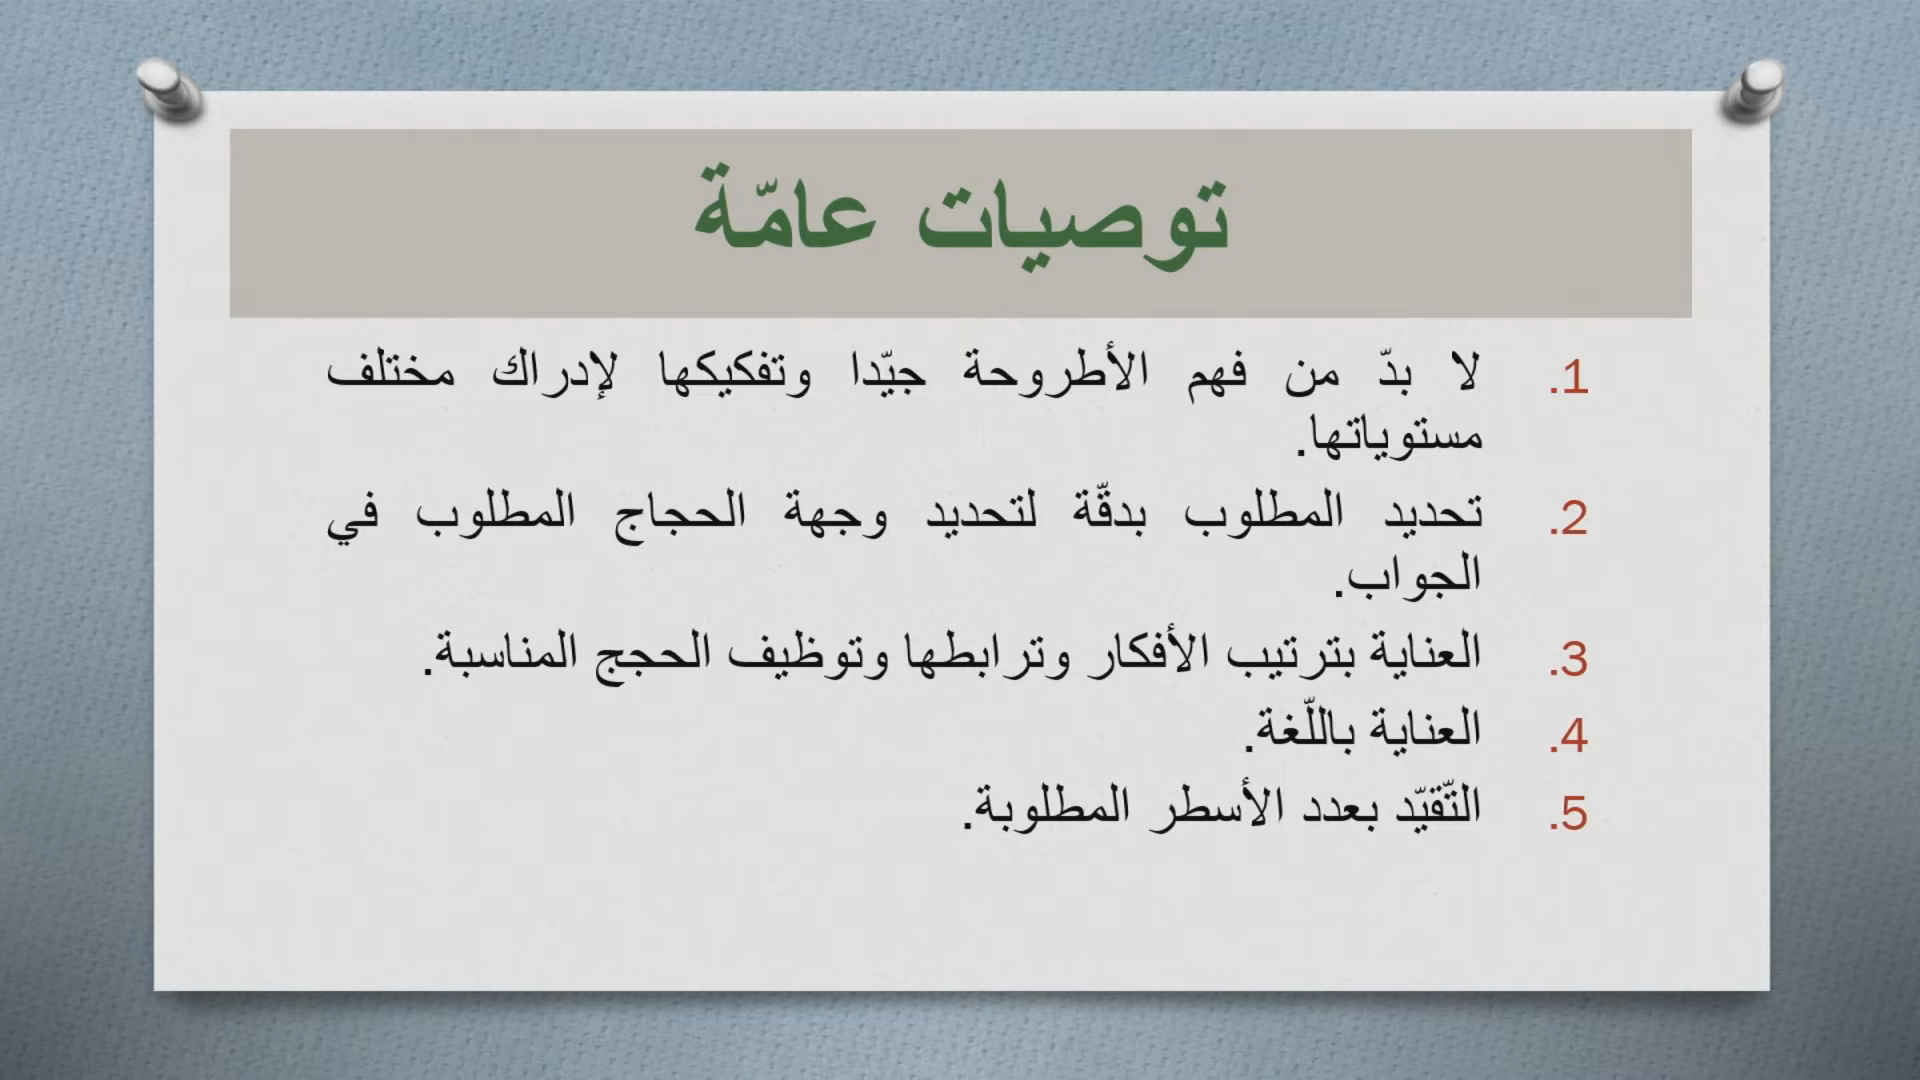 توصيات عامّة
1. لا بدّ من فهم الأطروحة جيّدا وتفكيكها لإدراك مختلف
مستوياتها.
2. تحديد المطلوب بدقّة لتحديد وجهة الحجاج المطلوب في
الجواب.
3. العناية بترتيب الأفكار وترابطها وتوظيف الحجج المناسبة.
4. العناية باللّغة.
5. التّقيّد بعدد الأسطر المطلوبة.